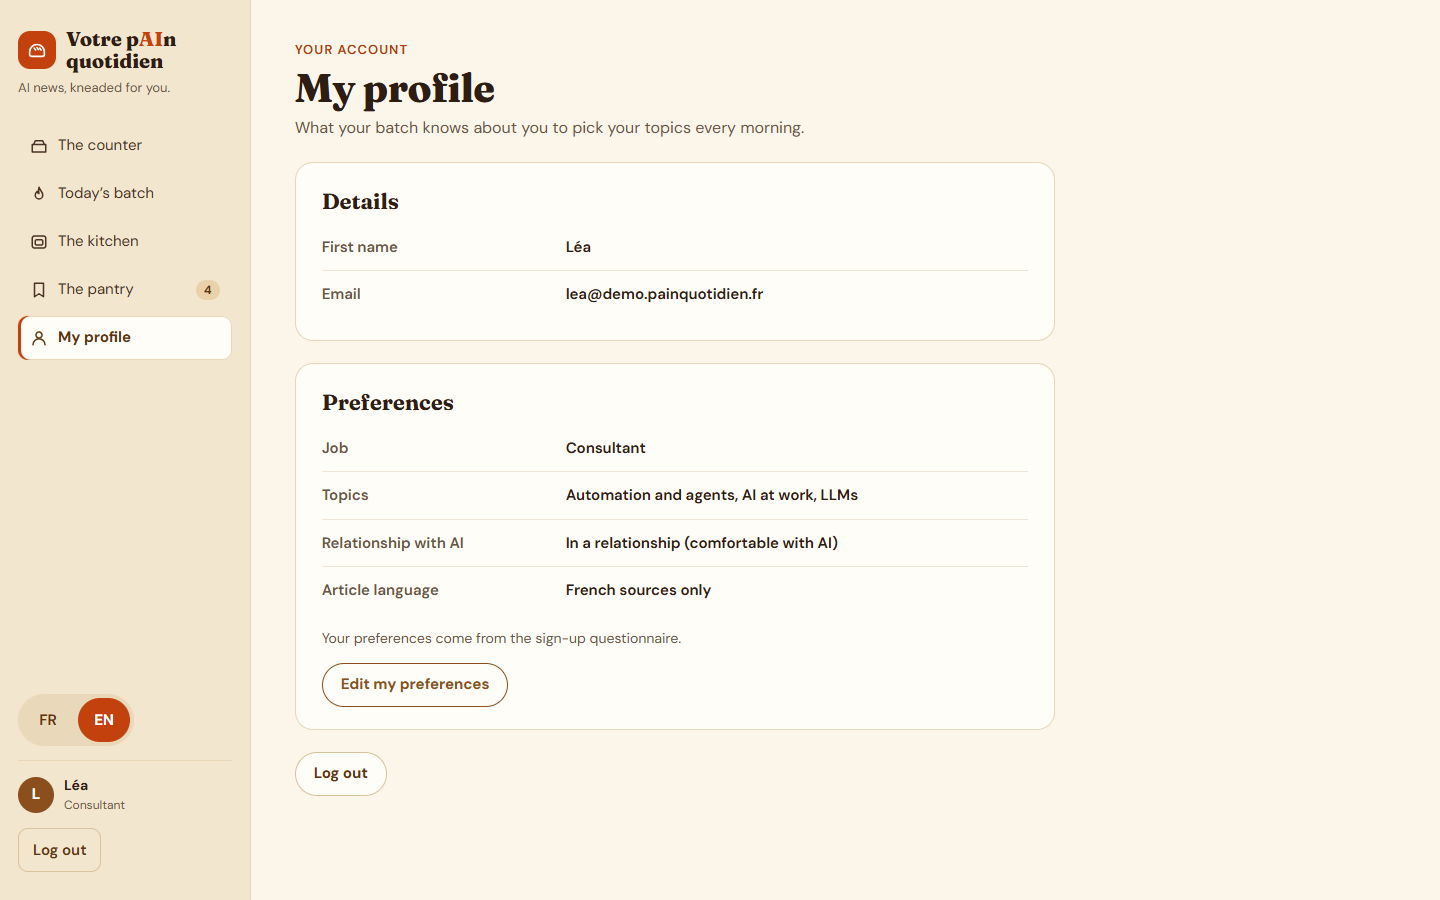 Votre pAIn
quotidien
AI news, kneaded for you.
The counter
Today’s batch
The kitchen
The pantry 4
My profile
FR EN
L
Léa
Consultant
Log out
YOUR ACCOUNT
My profile
What your batch knows about you to pick your topics every morning.
Details
First name Léa
Email lea@demo.painquotidien.fr
Preferences
Job Consultant
Topics Automation and agents, AI at work, LLMs
Relationship with AI In a relationship (comfortable with AI)
Article language French sources only
Your preferences come from the sign-up questionnaire.
Edit my preferences
Log out